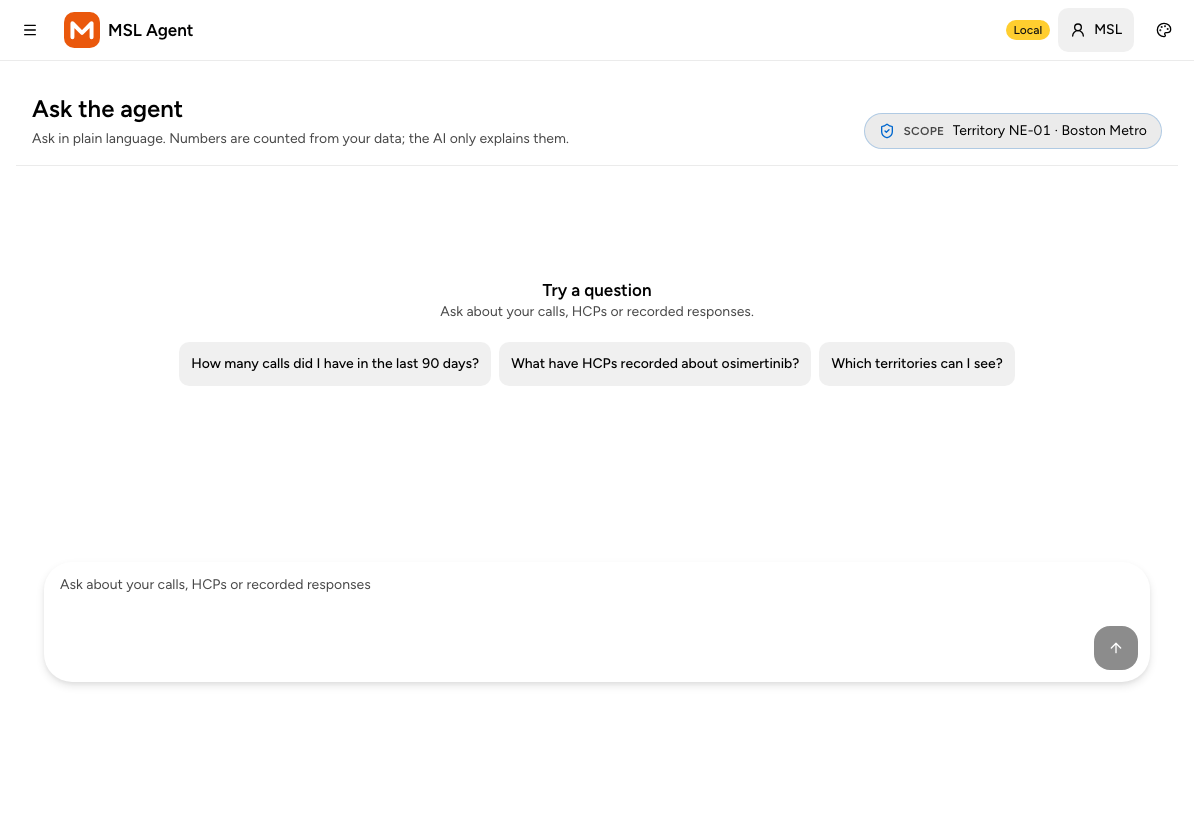 MSL Agent
Local
MSL
Ask the agent
Ask in plain language. Numbers are counted from your data; the AI only explains them.
SCOPE Territory NE-01 · Boston Metro
Try a question
Ask about your calls, HCPs or recorded responses.
How many calls did I have in the last 90 days?
What have HCPs recorded about osimertinib?
Which territories can I see?
Ask about your calls, HCPs or recorded responses